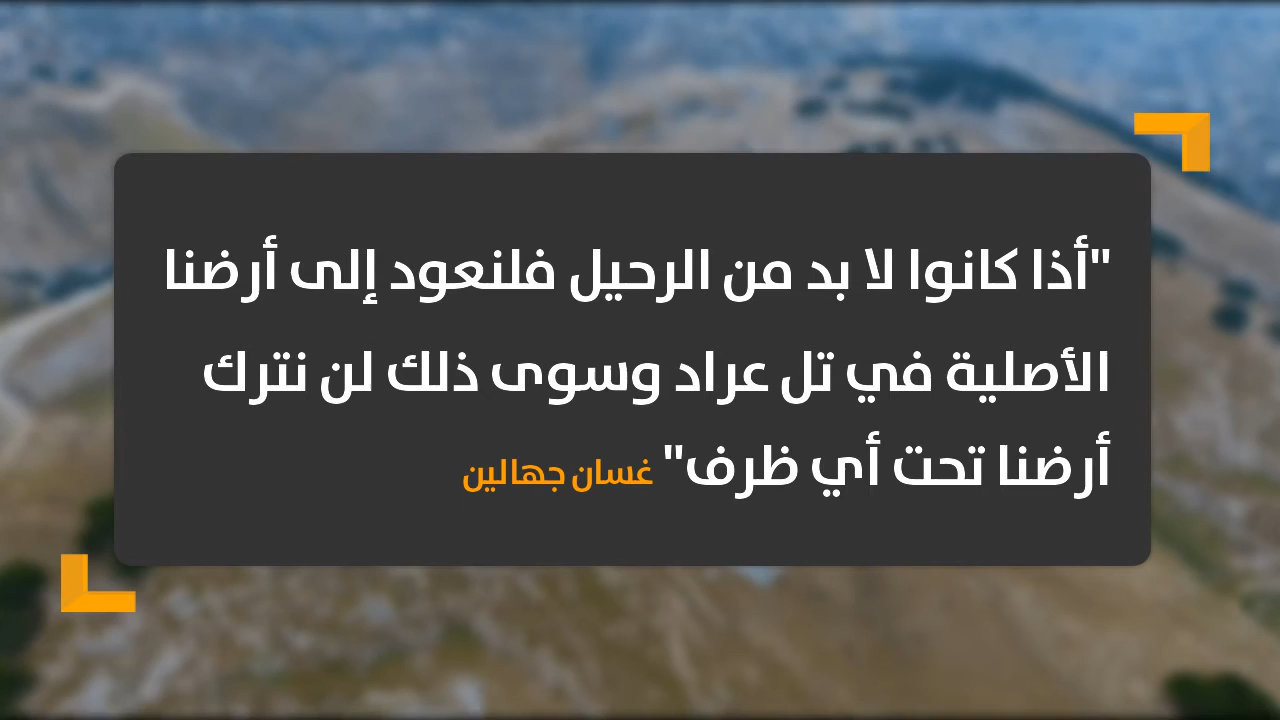 "أذا كانوا لا بد من الرحيل فلنعود إلى أرضنا
الأصلية في تل عراد وسوى ذلك لن نترك
أرضنا تحت أي ظرف" غسان جهالين